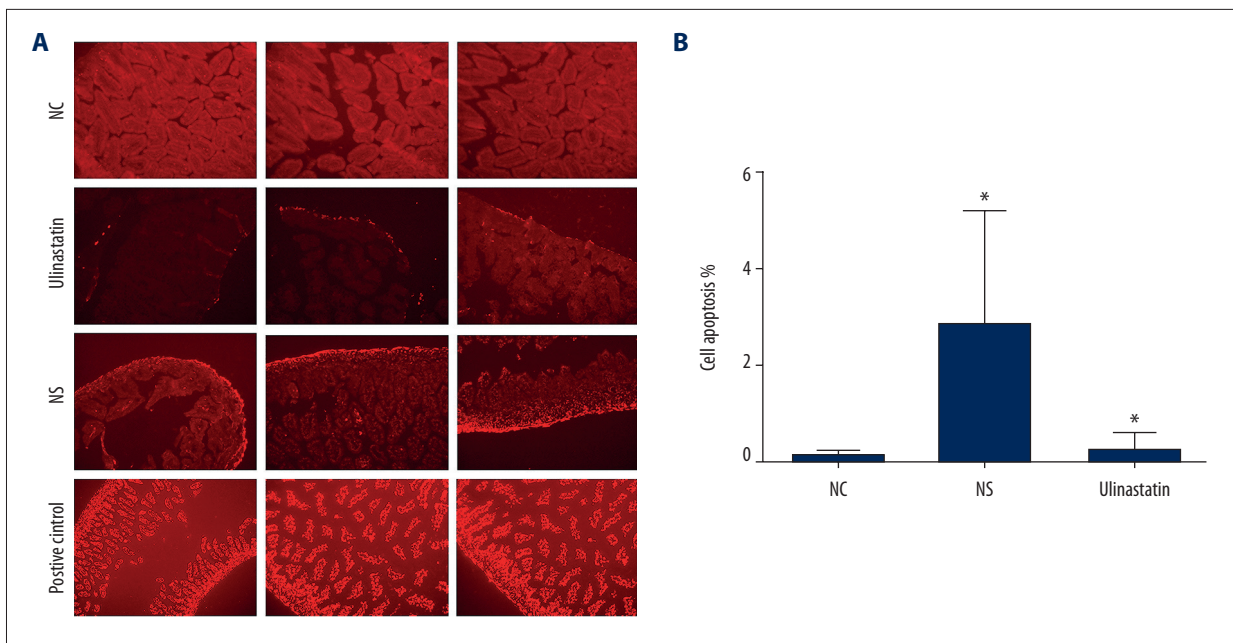 A
NC
Ulinastatin
NS
Postive cintrol
B
Cell apoptosis %
6
4
2
0
*
*
NC
NS
Ulinastatin